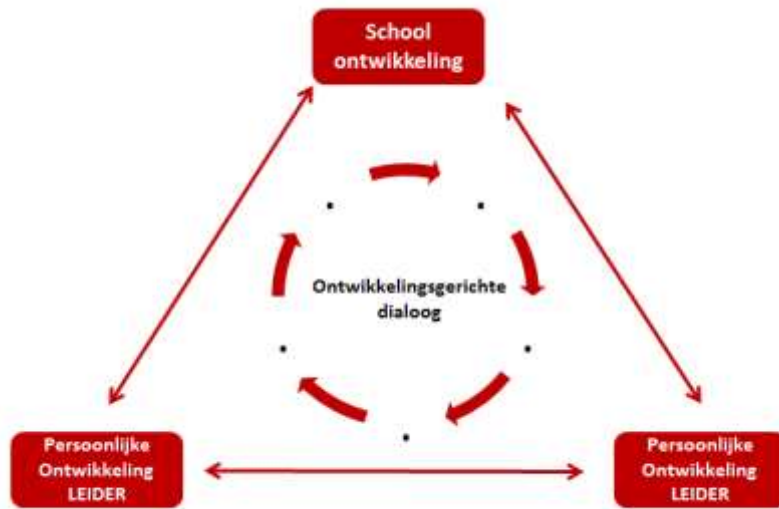 School
ontwikkeling
Ontwikkelingsgerichte
dialoog
Persoonlijke
Ontwikkeling
LEIDER
Persoonlijke
Ontwikkeling
LEIDER